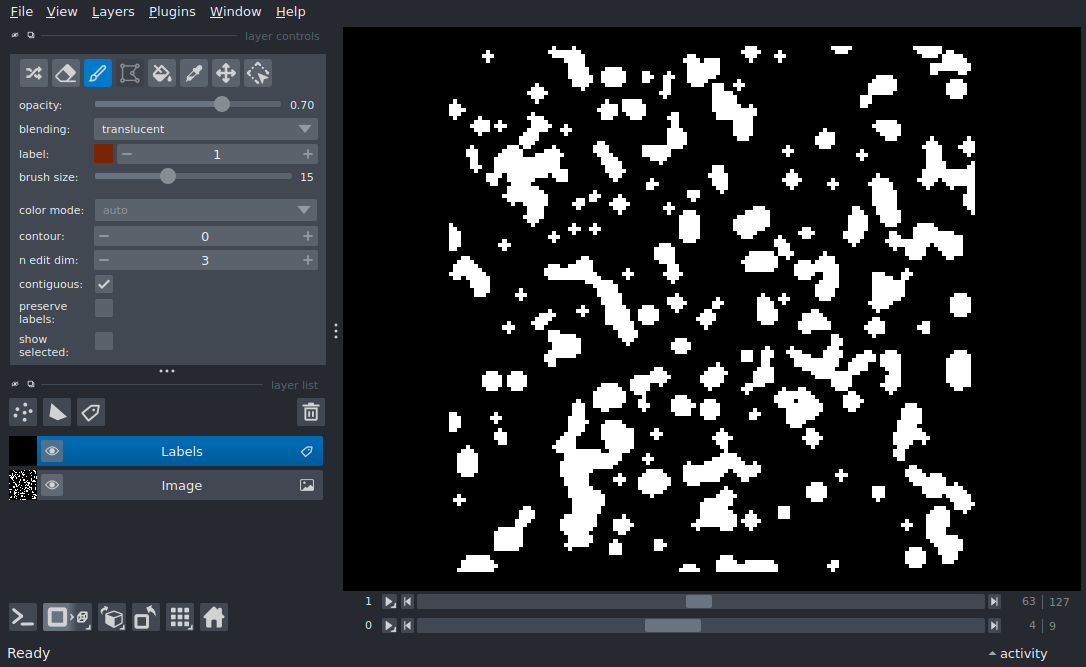 File View Layers Plugins Window Help
layer controls
opacity: 0.70
blending: translucent
label: 1
brush size: 15
color mode: auto
contour: 0
n edit dim: 3
contiguous:
preserve
labels:
show
selected:
layer list
Labels
Image
1 63 127
0 4 9
Ready activity